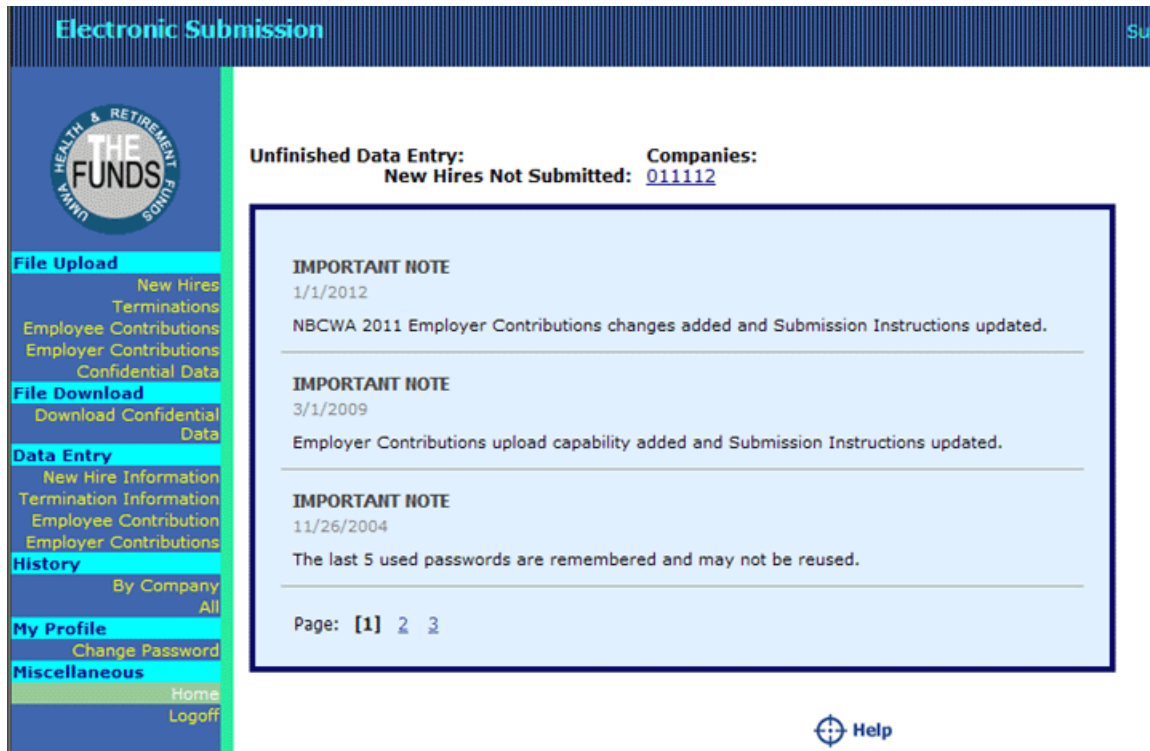 Electronic Submission
Su
UMWA HEALTH & RETIREMENT FUNDS
THE
FUNDS
File Upload
New Hires
Terminations
Employee Contributions
Employer Contributions
Confidential Data
File Download
Download Confidential
Data
Data Entry
New Hire Information
Termination Information
Employee Contribution
Employer Contributions
History
By Company
All
My Profile
Change Password
Miscellaneous
Home
Logoff
Unfinished Data Entry: Companies:
New Hires Not Submitted: 011112
IMPORTANT NOTE
1/1/2012
NBCWA 2011 Employer Contributions changes added and Submission Instructions updated.
IMPORTANT NOTE
3/1/2009
Employer Contributions upload capability added and Submission Instructions updated.
IMPORTANT NOTE
11/26/2004
The last 5 used passwords are remembered and may not be reused.
Page: [1] 2 3
Help